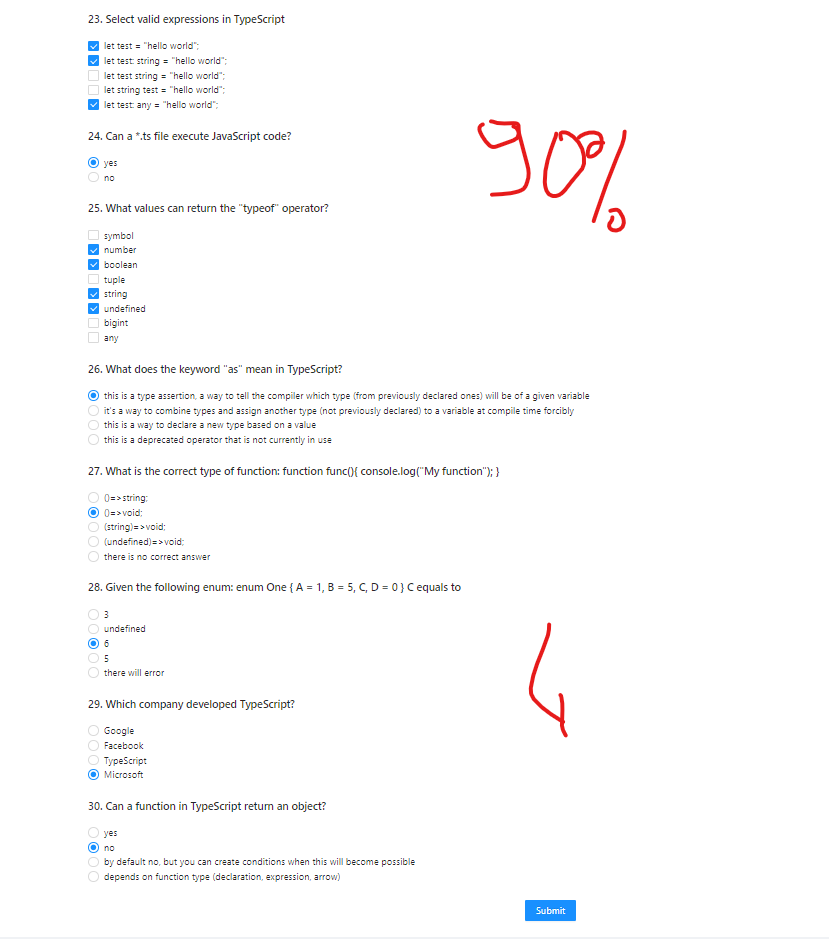 23. Select valid expressions in TypeScript
let test = "hello world";
let test: string = "hello world";
let test string = "hello world";
let string test = "hello world";
let test: any = "hello world";
24. Can a *.ts file execute JavaScript code?
yes
no
90%
25. What values can return the "typeof" operator?
symbol
number
boolean
tuple
string
undefined
bigint
any
26. What does the keyword "as" mean in TypeScript?
this is a type assertion, a way to tell the compiler which type (from previously declared ones) will be of a given variable
it's a way to combine types and assign another type (not previously declared) to a variable at compile time forcibly
this is a way to declare a new type based on a value
this is a deprecated operator that is not currently in use
27. What is the correct type of function: function func(){ console.log("My function"); }
()=>string;
()=>void;
(string)=>void;
(undefined)=>void;
there is no correct answer
28. Given the following enum: enum One { A = 1, B = 5, C, D = 0 } C equals to
3
undefined
6
5
there will error
4
29. Which company developed TypeScript?
Google
Facebook
TypeScript
Microsoft
30. Can a function in TypeScript return an object?
yes
no
by default no, but you can create conditions when this will become possible
depends on function type (declaration, expression, arrow)
Submit